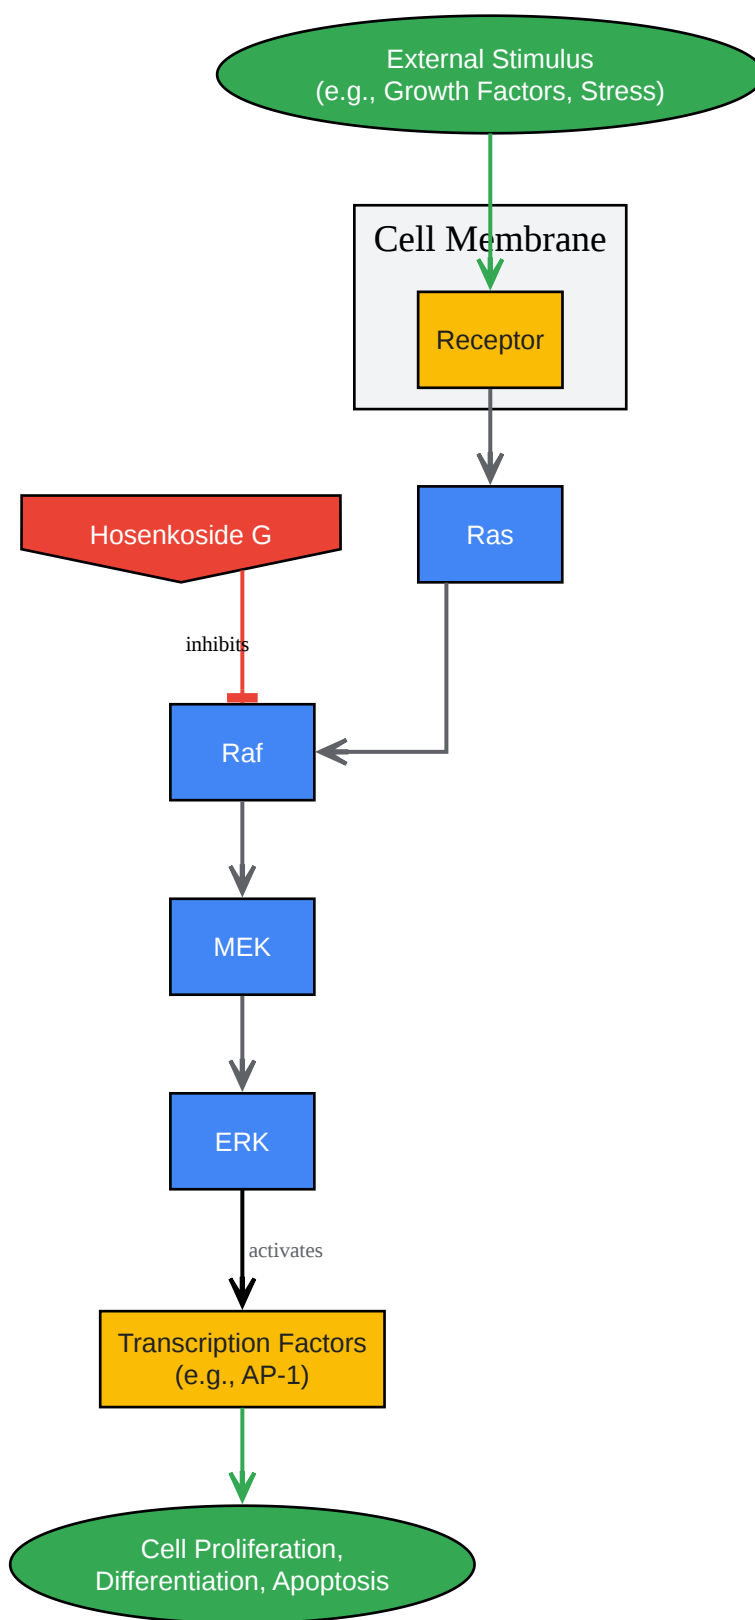 External Stimulus
(e.g., Growth Factors, Stress)
Cell Membrane
Receptor
Ras
Hosenkoside G
inhibits
Raf
MEK
ERK
activates
Transcription Factors
(e.g., AP-1)
Cell Proliferation,
Differentiation, Apoptosis